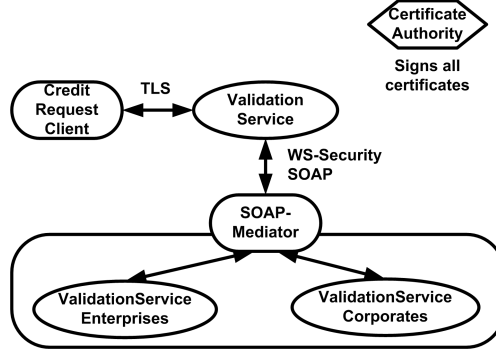 Certificate
Authority
Signs all
certificates
Credit
Request
Client
TLS
Validation
Service
WS-Security
SOAP
SOAP-
Mediator
ValidationService
Enterprises
ValidationService
Corporates